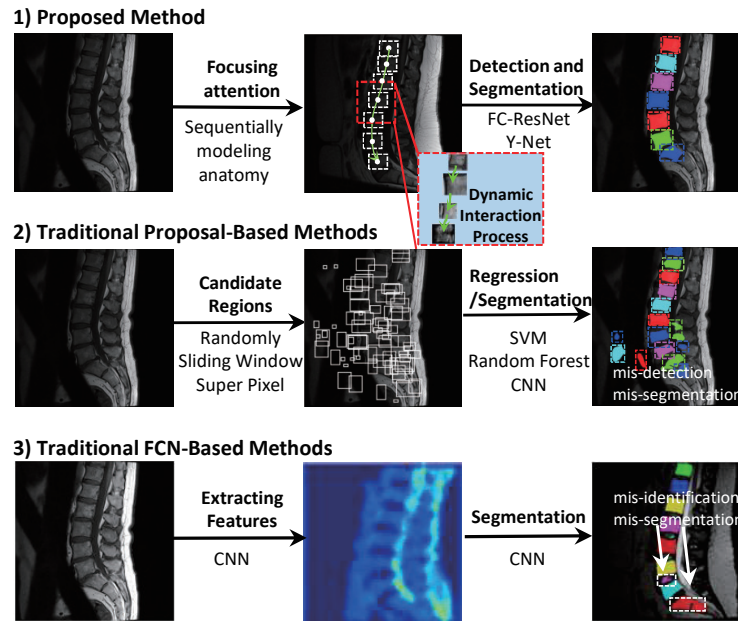 1) Proposed Method
Focusing
attention
Sequentially
modeling
anatomy
Detection and
Segmentation
FC-ResNet
Y-Net
Dynamic
Interaction
Process
2) Traditional Proposal-Based Methods
Candidate
Regions
Randomly
Sliding Window
Super Pixel
Regression
/Segmentation
SVM
Random Forest
CNN
mis-detection
mis-segmentation
3) Traditional FCN-Based Methods
Extracting
Features
CNN
Segmentation
CNN
mis-identification
mis-segmentation